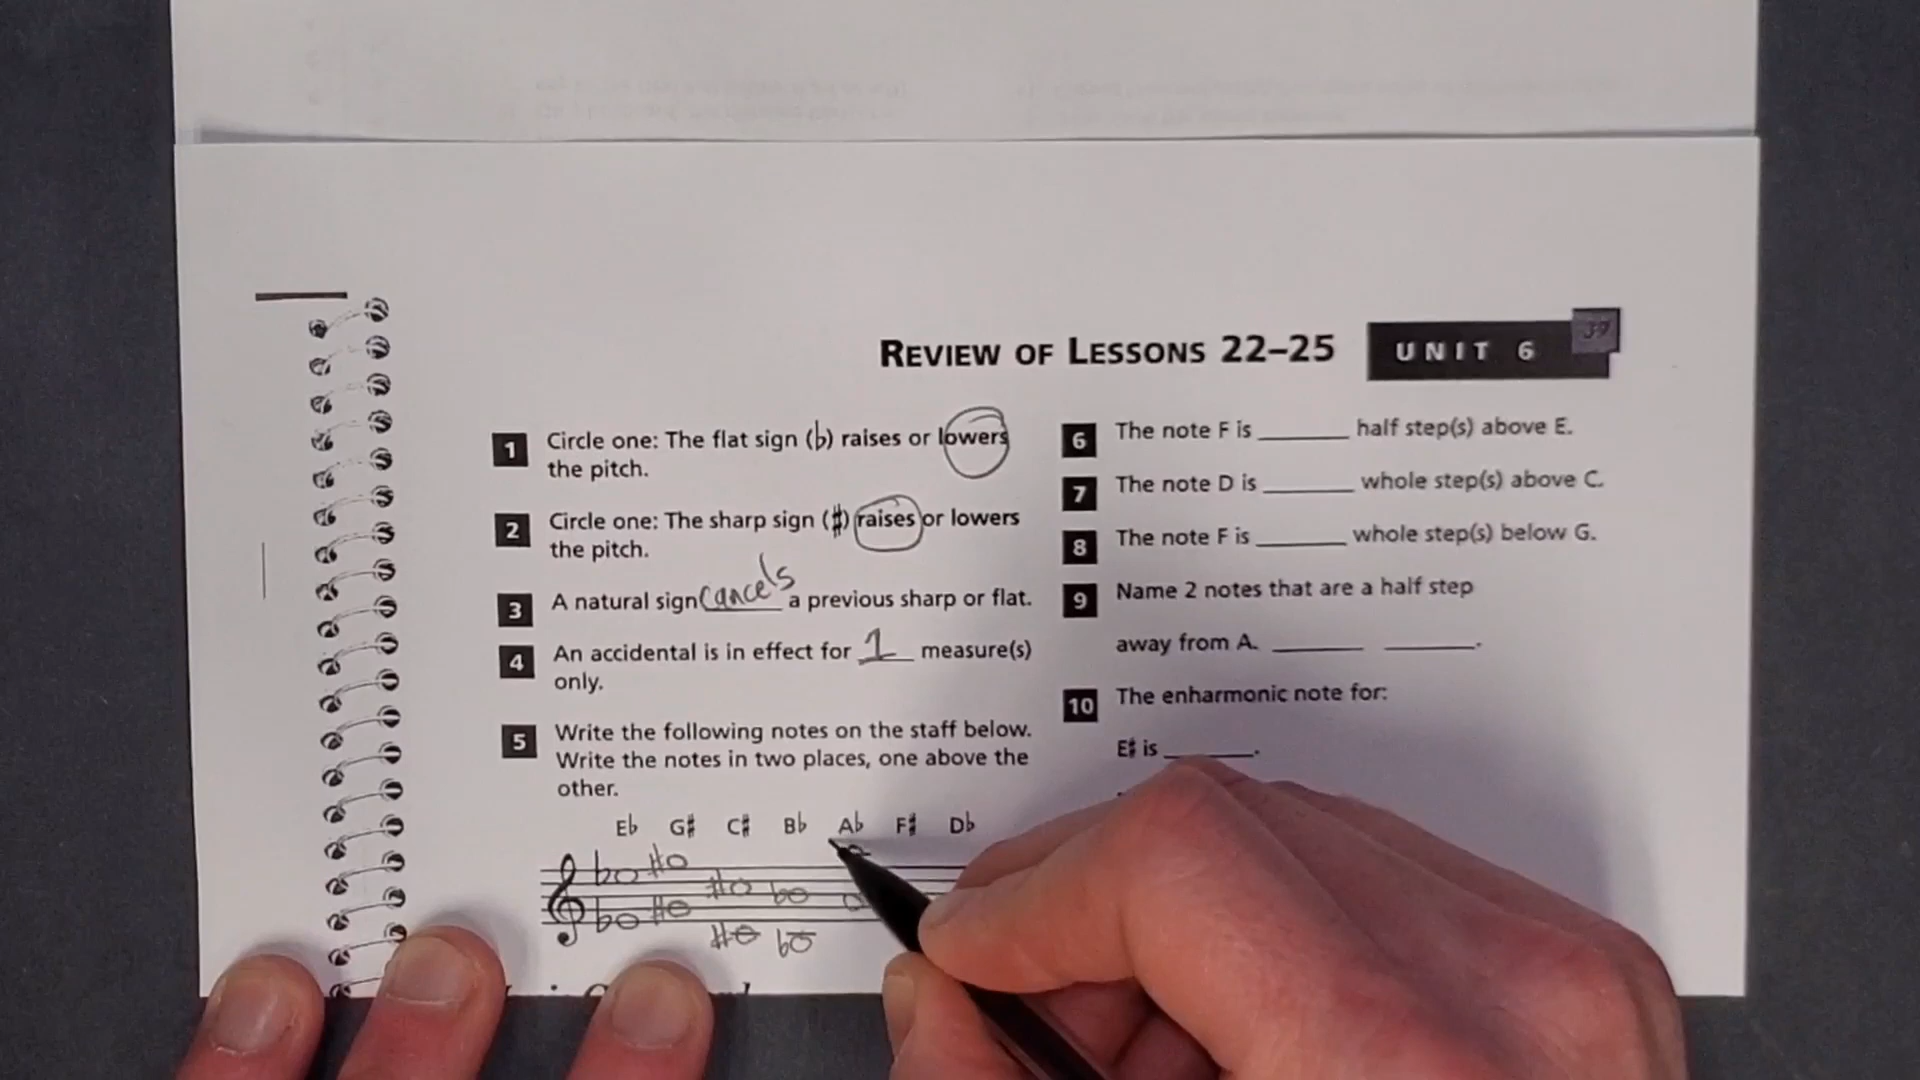 REVIEW OF LESSONS 22–25
UNIT 6
39
1 Circle one: The flat sign (♭) raises or lowers
the pitch.
2 Circle one: The sharp sign (♯) raises or lowers
the pitch.
3 A natural sign cancels a previous sharp or flat.
4 An accidental is in effect for 1 measure(s)
only.
5 Write the following notes on the staff below.
Write the notes in two places, one above the
other.
E♭ G♯ C♯ B♭ A♭ F♯ D♭
6 The note F is ______ half step(s) above E.
7 The note D is ______ whole step(s) above C.
8 The note F is ______ whole step(s) below G.
9 Name 2 notes that are a half step
away from A. ______ ______.
10 The enharmonic note for:
E♯ is ______.